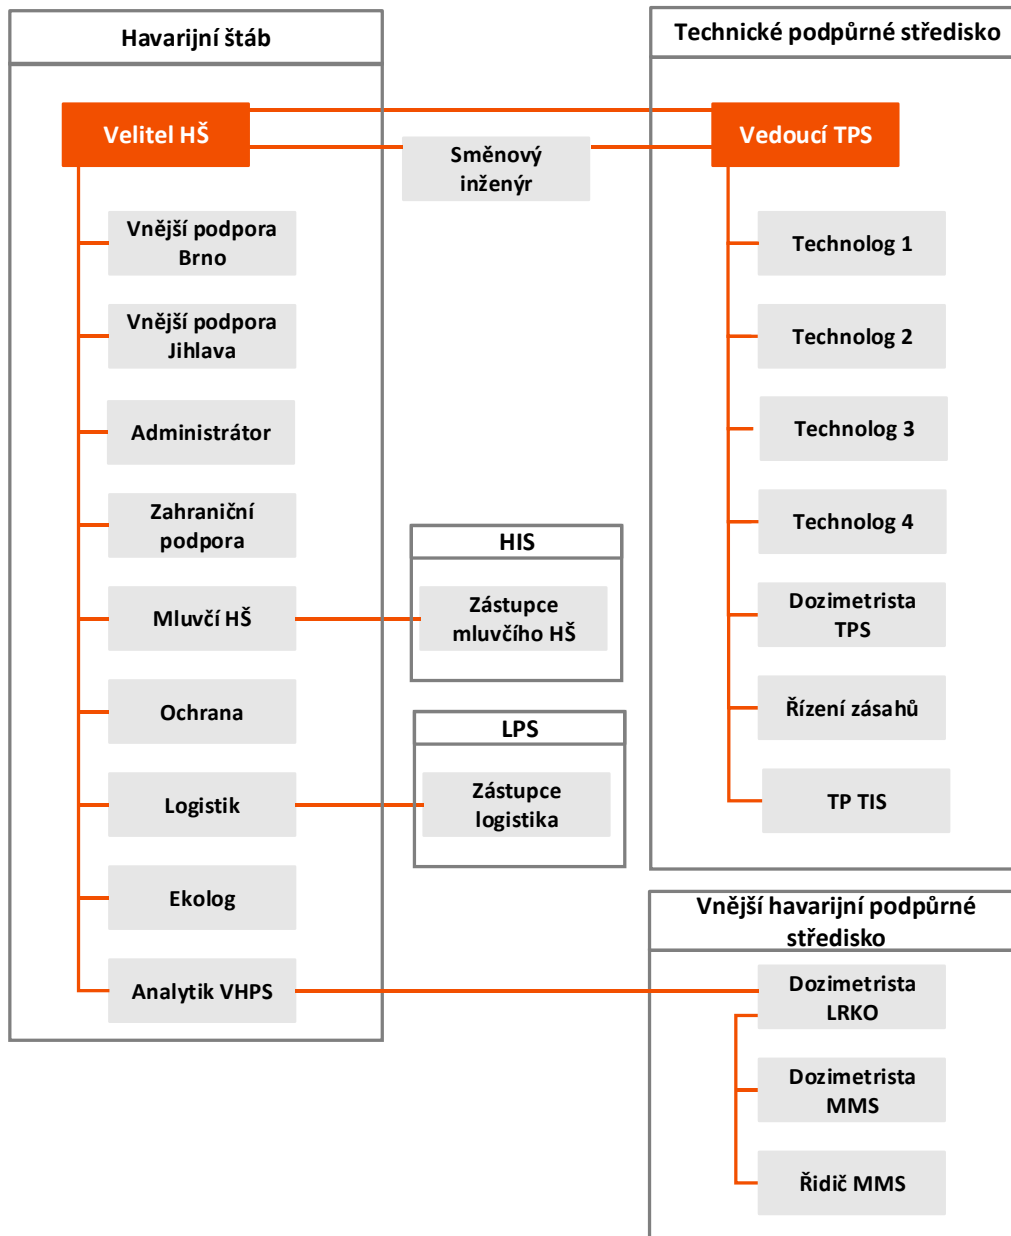 Havarijní štáb
Velitel HŠ
Směnový
inženýr
Vnější podpora
Brno
Vnější podpora
Jihlava
Administrátor
Zahraniční
podpora
Mluvčí HŠ
Ochrana
Logistik
Ekolog
Analytik VHPS
HIS
Zástupce
mluvčího HŠ
LPS
Zástupce
logistika
Technické podpůrné středisko
Vedoucí TPS
Technolog 1
Technolog 2
Technolog 3
Technolog 4
Dozimetrista
TPS
Řízení zásahů
TP TIS
Vnější havarijní podpůrné
středisko
Dozimetrista
LRKO
Dozimetrista
MMS
Řidič MMS